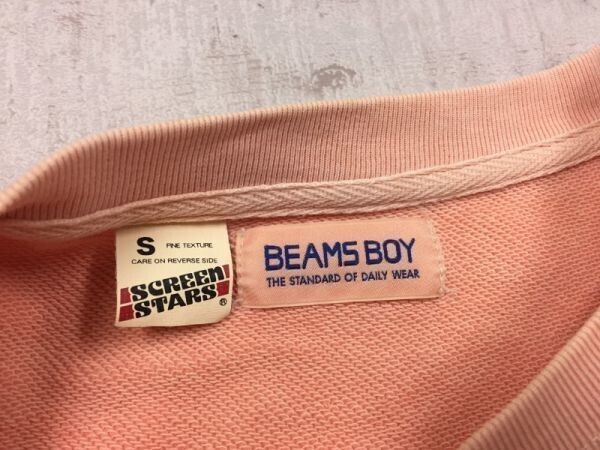 S FINE TEXTURE
CARE ON REVERSE SIDE
SCREEN
STARS®
BEAMS BOY
THE STANDARD OF DAILY WEAR